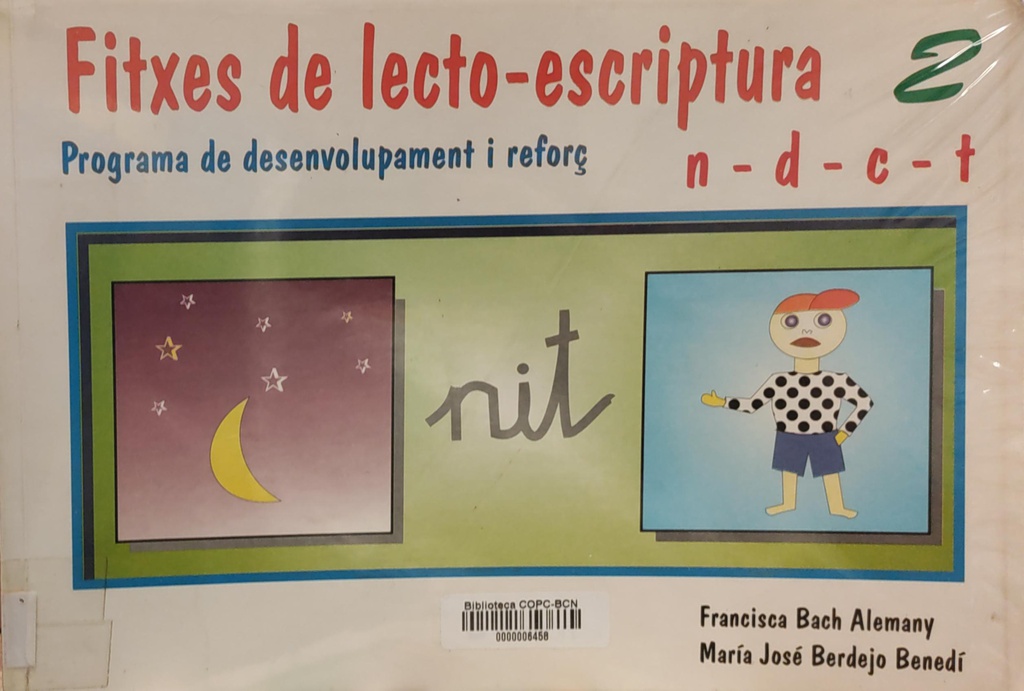 Fitxes de lecto-escriptura 2
Programa de desenvolupament i reforç
n - d - c - t
nit
Biblioteca COPC-BCN
0000006458
Francisca Bach Alemany
María José Berdejo Benedí